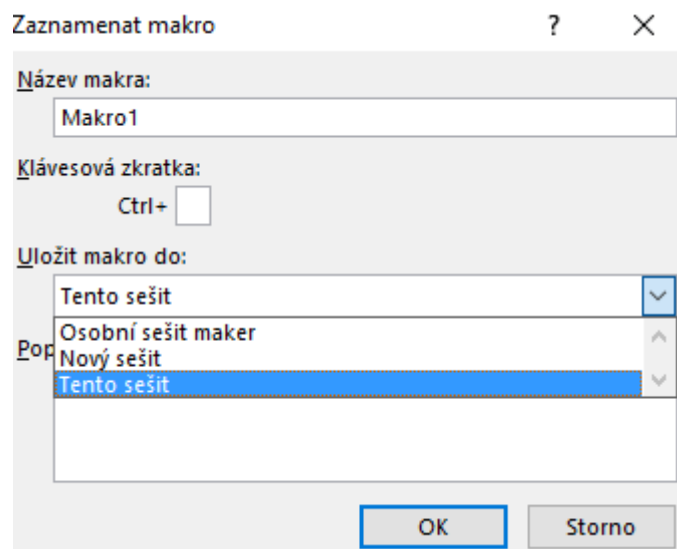 Zaznamenat makro ?
Název makra:
Makro1
Klávesová zkratka:
Ctrl+
Uložit makro do:
Tento sešit
Osobní sešit maker
Pop
Nový sešit
Tento sešit
OK Storno